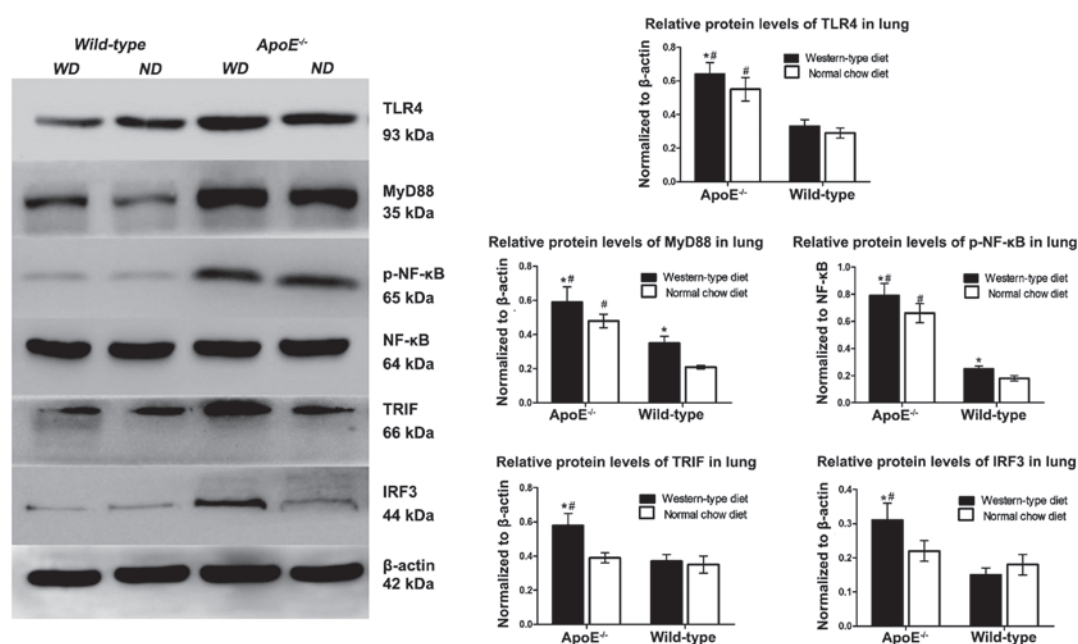 Wild-type ApoE-/-
WD ND WD ND
TLR4
93 kDa
MyD88
35 kDa
p-NF-κB
65 kDa
NF-κB
64 kDa
TRIF
66 kDa
IRF3
44 kDa
β-actin
42 kDa
Relative protein levels of TLR4 in lung
Normalized to β-actin
0.8
0.6
0.4
0.2
0.0
*#
#
Western-type diet
Normal chow diet
ApoE-/- Wild-type
Relative protein levels of MyD88 in lung
Normalized to β-actin
0.8
0.6
0.4
0.2
0.0
*#
#
*
Western-type diet
Normal chow diet
ApoE-/- Wild-type
Relative protein levels of p-NF-κB in lung
Normalized to NF-κB
1.0
0.8
0.6
0.4
0.2
0.0
*#
#
*
Western-type diet
Normal chow diet
ApoE-/- Wild-type
Relative protein levels of TRIF in lung
Normalized to β-actin
0.8
0.6
0.4
0.2
0.0
*#
Western-type diet
Normal chow diet
ApoE-/- Wild-type
Relative protein levels of IRF3 in lung
Normalized to β-actin
0.4
0.3
0.2
0.1
0.0
*#
Western-type diet
Normal chow diet
ApoE-/- Wild-type